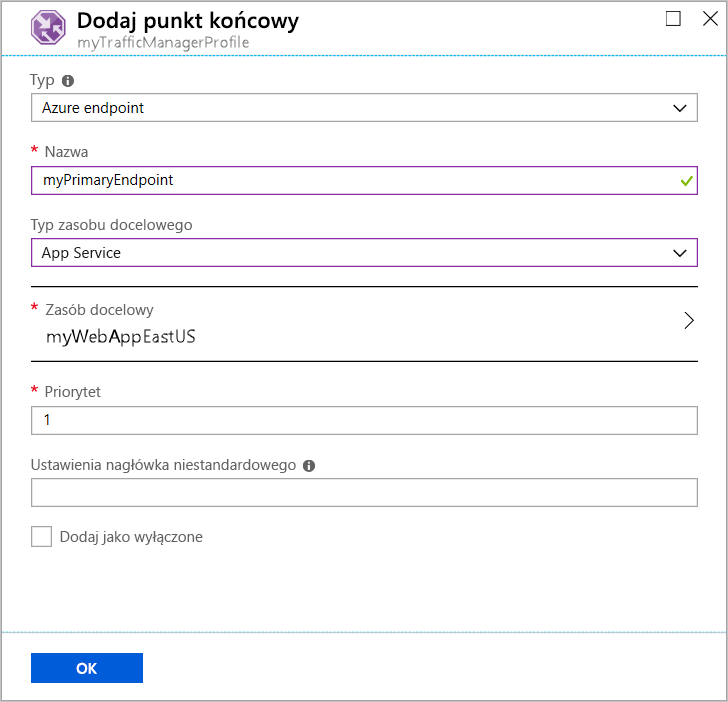 Dodaj punkt końcowy
myTrafficManagerProfile
Typ
Azure endpoint
* Nazwa
myPrimaryEndpoint
Typ zasobu docelowego
App Service
* Zasób docelowy
myWebAppEastUS
* Priorytet
1
Ustawienia nagłówka niestandardowego
Dodaj jako wyłączone
OK